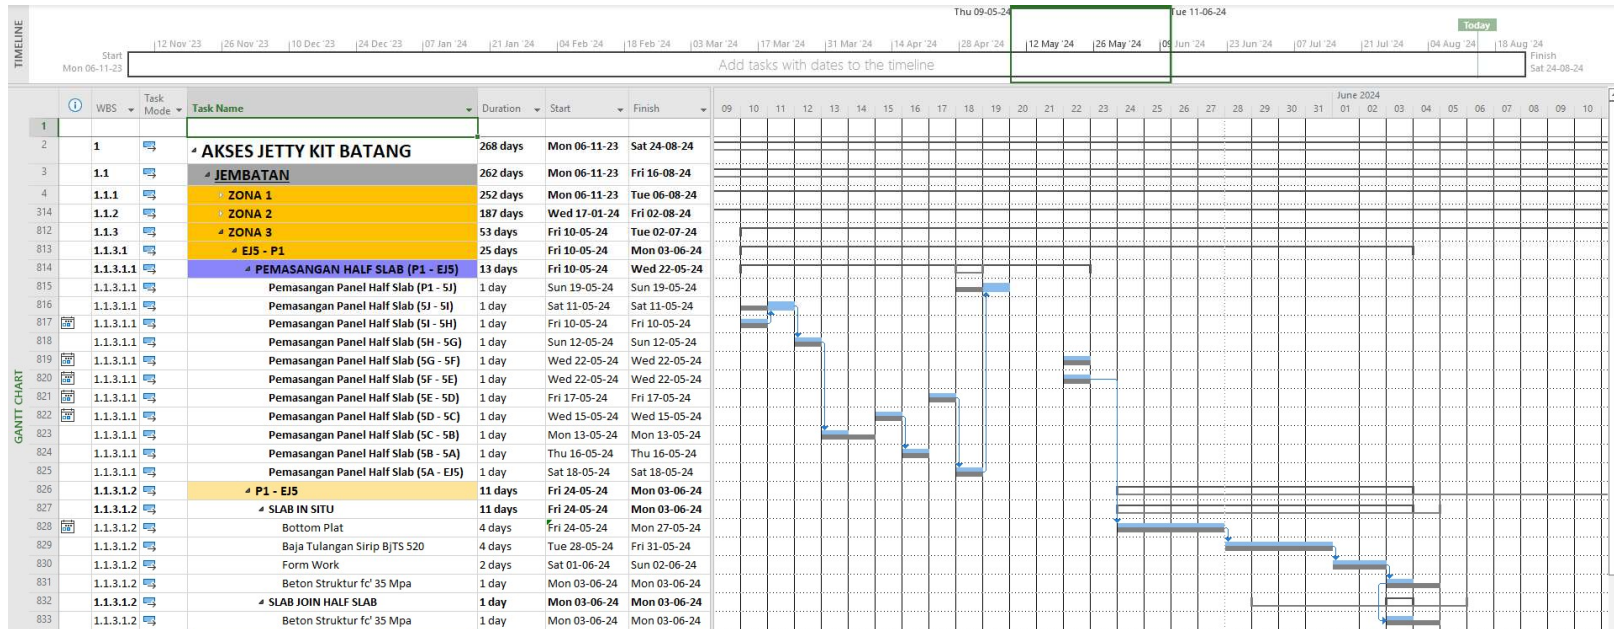 TIMELINE
Thu 09-05-24 Tue 11-06-24
Today
12 Nov '23 26 Nov '23 10 Dec '23 24 Dec '23 07 Jan '24 21 Jan '24 04 Feb '24 18 Feb '24 03 Mar '24 17 Mar '24 31 Mar '24 14 Apr '24 28 Apr '24 12 May '24 26 May '24 09 Jun '24 23 Jun '24 07 Jul '24 21 Jul '24 04 Aug '24 18 Aug '24
Start
Mon 06-11-23
Add tasks with dates to the timeline
Finish
Sat 24-08-24
GANTT CHART
WBS Task Mode Task Name Duration Start Finish
June 2024
09 10 11 12 13 14 15 16 17 18 19 20 21 22 23 24 25 26 27 28 29 30 31 01 02 03 04 05 06 07 08 09 10
1
2 1 AKSES JETTY KIT BATANG 268 days Mon 06-11-23 Sat 24-08-24
3 1.1 JEMBATAN 262 days Mon 06-11-23 Fri 16-08-24
4 1.1.1 ZONA 1 252 days Mon 06-11-23 Tue 06-08-24
314 1.1.2 ZONA 2 187 days Wed 17-01-24 Fri 02-08-24
812 1.1.3 ZONA 3 53 days Fri 10-05-24 Tue 02-07-24
813 1.1.3.1 EJ5 - P1 25 days Fri 10-05-24 Mon 03-06-24
814 1.1.3.1.1 PEMASANGAN HALF SLAB (P1 - EJ5) 13 days Fri 10-05-24 Wed 22-05-24
815 1.1.3.1.1 Pemasangan Panel Half Slab (P1 - 5J) 1 day Sun 19-05-24 Sun 19-05-24
816 1.1.3.1.1 Pemasangan Panel Half Slab (5J - 5I) 1 day Sat 11-05-24 Sat 11-05-24
817 1.1.3.1.1 Pemasangan Panel Half Slab (5I - 5H) 1 day Fri 10-05-24 Fri 10-05-24
818 1.1.3.1.1 Pemasangan Panel Half Slab (5H - 5G) 1 day Sun 12-05-24 Sun 12-05-24
819 1.1.3.1.1 Pemasangan Panel Half Slab (5G - 5F) 1 day Wed 22-05-24 Wed 22-05-24
820 1.1.3.1.1 Pemasangan Panel Half Slab (5F - 5E) 1 day Wed 22-05-24 Wed 22-05-24
821 1.1.3.1.1 Pemasangan Panel Half Slab (5E - 5D) 1 day Fri 17-05-24 Fri 17-05-24
822 1.1.3.1.1 Pemasangan Panel Half Slab (5D - 5C) 1 day Wed 15-05-24 Wed 15-05-24
823 1.1.3.1.1 Pemasangan Panel Half Slab (5C - 5B) 1 day Mon 13-05-24 Mon 13-05-24
824 1.1.3.1.1 Pemasangan Panel Half Slab (5B - 5A) 1 day Thu 16-05-24 Thu 16-05-24
825 1.1.3.1.1 Pemasangan Panel Half Slab (5A - EJ5) 1 day Sat 18-05-24 Sat 18-05-24
826 1.1.3.1.2 P1 - EJ5 11 days Fri 24-05-24 Mon 03-06-24
827 1.1.3.1.2 SLAB IN SITU 11 days Fri 24-05-24 Mon 03-06-24
828 1.1.3.1.2 Bottom Plat 4 days Fri 24-05-24 Mon 27-05-24
829 1.1.3.1.2 Baja Tulangan Sirip BjTS 520 4 days Tue 28-05-24 Fri 31-05-24
830 1.1.3.1.2 Form Work 2 days Sat 01-06-24 Sun 02-06-24
831 1.1.3.1.2 Beton Struktur fc' 35 Mpa 1 day Mon 03-06-24 Mon 03-06-24
832 1.1.3.1.2 SLAB JOIN HALF SLAB 1 day Mon 03-06-24 Mon 03-06-24
833 1.1.3.1.2 Beton Struktur fc' 35 Mpa 1 day Mon 03-06-24 Mon 03-06-24